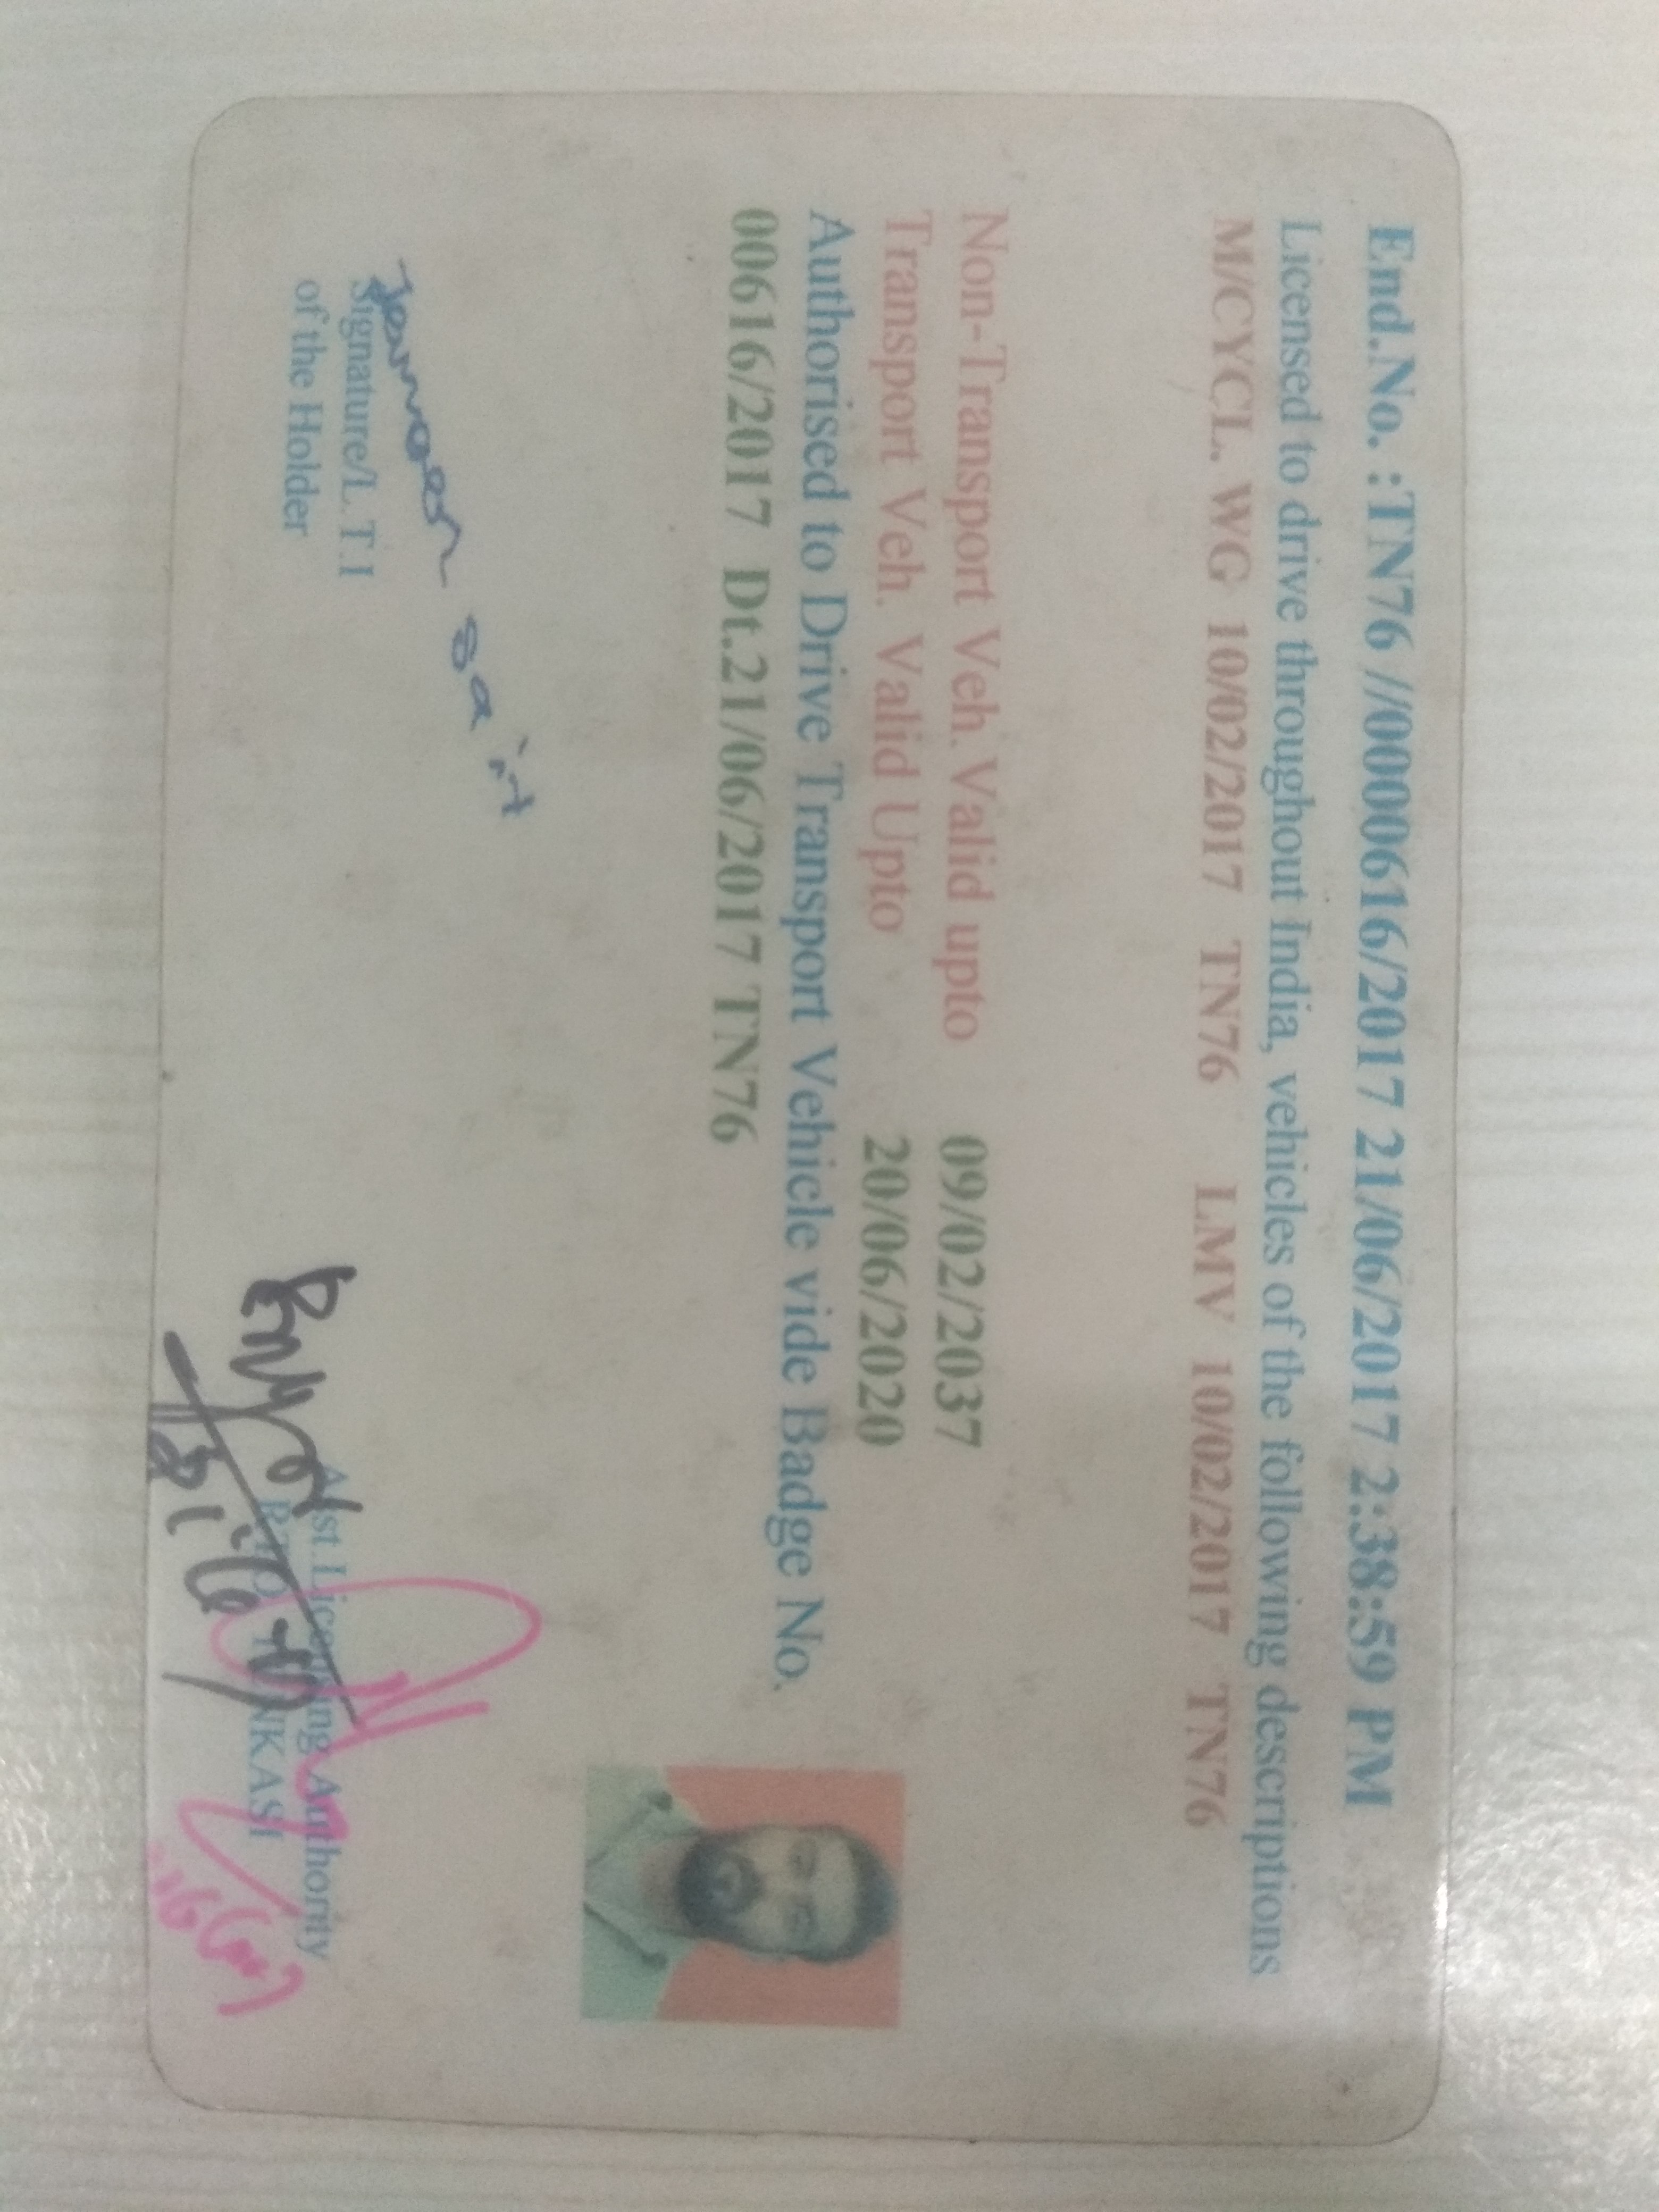 End.No. :TN76 //0000616/2017 21/06/2017 2:38:59 PM
Licensed to drive throughout India, vehicles of the following descriptions
M/CYCL. WG 10/02/2017 TN76 LMV 10/02/2017 TN76
Non-Transport Veh. Valid upto 09/02/2037
Transport Veh. Valid Upto 20/06/2020
Authorised to Drive Transport Vehicle vide Badge No.
00616/2017 Dt.21/06/2017 TN76
sait
Signature/L.T.I
of the Holder
Licensing Authority